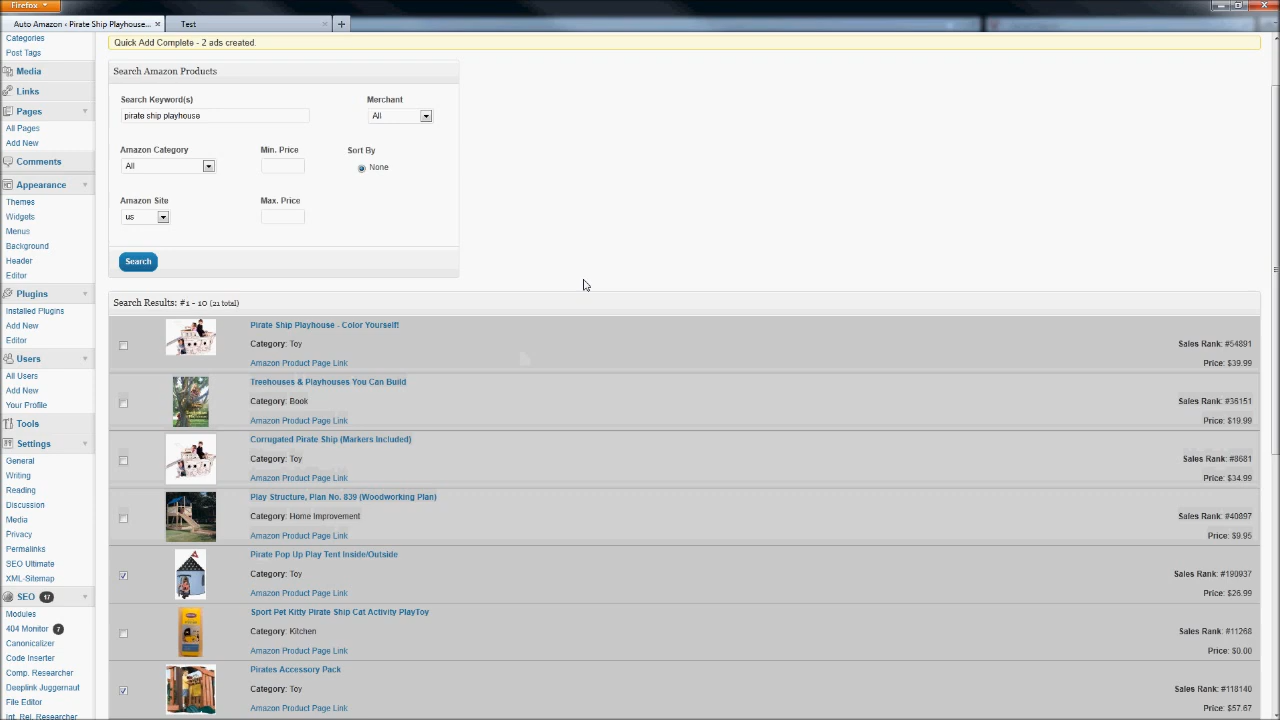 Firefox
Auto Amazon ‹ Pirate Ship Playhouse...
Test
Categories
Post Tags
Media
Links
Pages
All Pages
Add New
Comments
Appearance
Themes
Widgets
Menus
Background
Header
Editor
Plugins
Installed Plugins
Add New
Editor
Users
All Users
Add New
Your Profile
Tools
Settings
General
Writing
Reading
Discussion
Media
Privacy
Permalinks
SEO Ultimate
XML-Sitemap
SEO 17
Modules
404 Monitor 7
Canonicalizer
Code Inserter
Comp. Researcher
Deeplink Juggernaut
File Editor
Int. Rel. Researcher
Quick Add Complete - 2 ads created.
Search Amazon Products
Search Keyword(s)
Merchant
pirate ship playhouse
All
Amazon Category
Min. Price
Sort By
All
None
Amazon Site
Max. Price
us
Search
Search Results: #1 - 10 (21 total)
Pirate Ship Playhouse - Color Yourself!
Category: Toy
Sales Rank: #54891
Amazon Product Page Link
Price: $39.99
Treehouses & Playhouses You Can Build
Category: Book
Sales Rank: #36151
Amazon Product Page Link
Price: $19.99
Corrugated Pirate Ship (Markers Included)
Category: Toy
Sales Rank: #8681
Amazon Product Page Link
Price: $34.99
Play Structure, Plan No. 839 (Woodworking Plan)
Category: Home Improvement
Sales Rank: #40897
Amazon Product Page Link
Price: $9.95
Pirate Pop Up Play Tent Inside/Outside
Category: Toy
Sales Rank: #190937
Amazon Product Page Link
Price: $26.99
Sport Pet Kitty Pirate Ship Cat Activity PlayToy
Category: Kitchen
Sales Rank: #11268
Amazon Product Page Link
Price: $0.00
Pirates Accessory Pack
Category: Toy
Sales Rank: #118140
Amazon Product Page Link
Price: $57.67